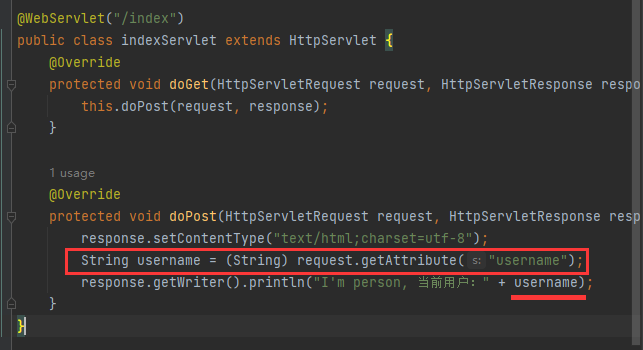 @WebServlet("/index")
public class indexServlet extends HttpServlet {
@Override
protected void doGet(HttpServletRequest request, HttpServletResponse respo
this.doPost(request, response);
}
1 usage
@Override
protected void doPost(HttpServletRequest request, HttpServletResponse resp
response.setContentType("text/html;charset=utf-8");
String username = (String) request.getAttribute( s: "username");
response.getWriter().println("I'm person, 当前用户：" + username);
}
}